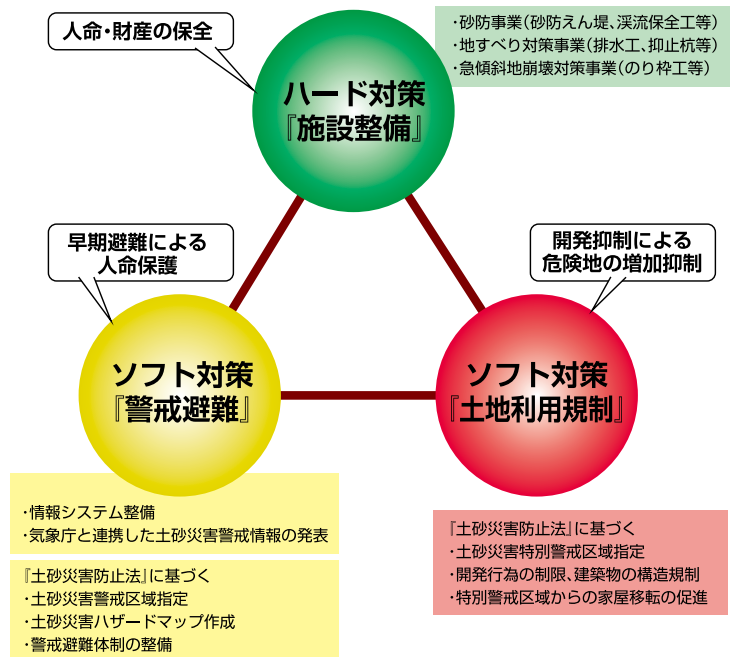 人命・財産の保全
ハード対策
『施設整備』
・砂防事業(砂防えん堤、渓流保全工等)
・地すべり対策事業(排水工、抑止杭等)
・急傾斜地崩壊対策事業(のり枠工等)
早期避難による
人命保護
ソフト対策
『警戒避難』
・情報システム整備
・気象庁と連携した土砂災害警戒情報の発表
『土砂災害防止法』に基づく
・土砂災害警戒区域指定
・土砂災害ハザードマップ作成
・警戒避難体制の整備
開発抑制による
危険地の増加抑制
ソフト対策
『土地利用規制』
『土砂災害防止法』に基づく
・土砂災害特別警戒区域指定
・開発行為の制限、建築物の構造規制
・特別警戒区域からの家屋移転の促進